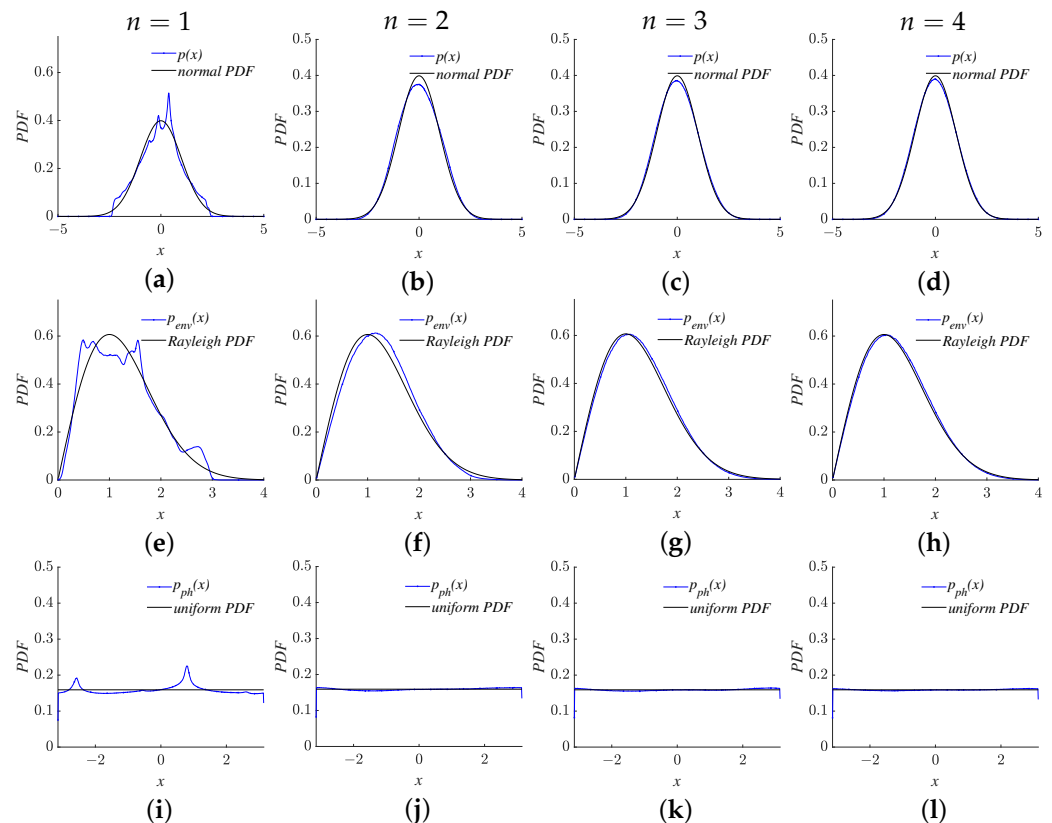 n = 1
n = 2
n = 3
n = 4
p(x)
normal PDF
0.6
0.4
0.2
0
PDF
−5
0
5
x
(a)
p(x)
normal PDF
0.5
0.4
0.3
0.2
0.1
0
PDF
−5
0
5
x
(b)
p(x)
normal PDF
0.5
0.4
0.3
0.2
0.1
0
PDF
−5
0
5
x
(c)
p(x)
normal PDF
0.5
0.4
0.3
0.2
0.1
0
PDF
−5
0
5
x
(d)
p_env(x)
Rayleigh PDF
0.6
0.4
0.2
0
PDF
0
1
2
3
4
x
(e)
p_env(x)
Rayleigh PDF
0.6
0.4
0.2
0
PDF
0
1
2
3
4
x
(f)
p_env(x)
Rayleigh PDF
0.6
0.4
0.2
0
PDF
0
1
2
3
4
x
(g)
p_env(x)
Rayleigh PDF
0.6
0.4
0.2
0
PDF
0
1
2
3
4
x
(h)
p_ph(x)
uniform PDF
0.5
0.4
0.3
0.2
0.1
0
PDF
−2
0
2
x
(i)
p_ph(x)
uniform PDF
0.5
0.4
0.3
0.2
0.1
0
PDF
−2
0
2
x
(j)
p_ph(x)
uniform PDF
0.5
0.4
0.3
0.2
0.1
0
PDF
−2
0
2
x
(k)
p_ph(x)
uniform PDF
0.5
0.4
0.3
0.2
0.1
0
PDF
−2
0
2
x
(l)